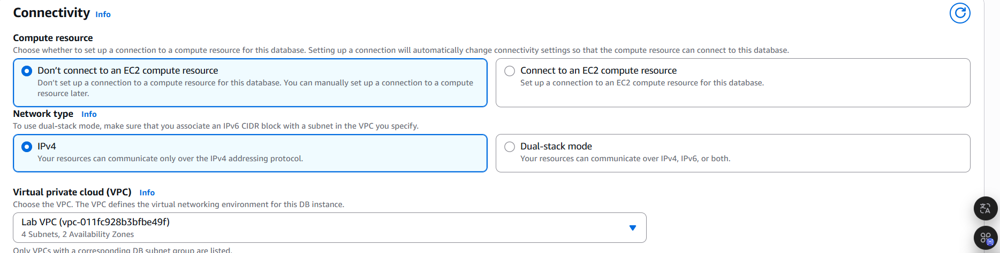 Connectivity Info
Compute resource
Choose whether to set up a connection to a compute resource for this database. Setting up a connection will automatically change connectivity settings so that the compute resource can connect to this database.
Don’t connect to an EC2 compute resource
Don’t set up a connection to a compute resource for this database. You can manually set up a connection to a compute
resource later.
Connect to an EC2 compute resource
Set up a connection to an EC2 compute resource for this database.
Network type Info
To use dual-stack mode, make sure that you associate an IPv6 CIDR block with a subnet in the VPC you specify.
IPv4
Your resources can communicate only over the IPv4 addressing protocol.
Dual-stack mode
Your resources can communicate over IPv4, IPv6, or both.
Virtual private cloud (VPC) Info
Choose the VPC. The VPC defines the virtual networking environment for this DB instance.
Lab VPC (vpc-011fc928b3bfbe49f)
4 Subnets, 2 Availability Zones
Only VPCs with a corresponding DB subnet group are listed.